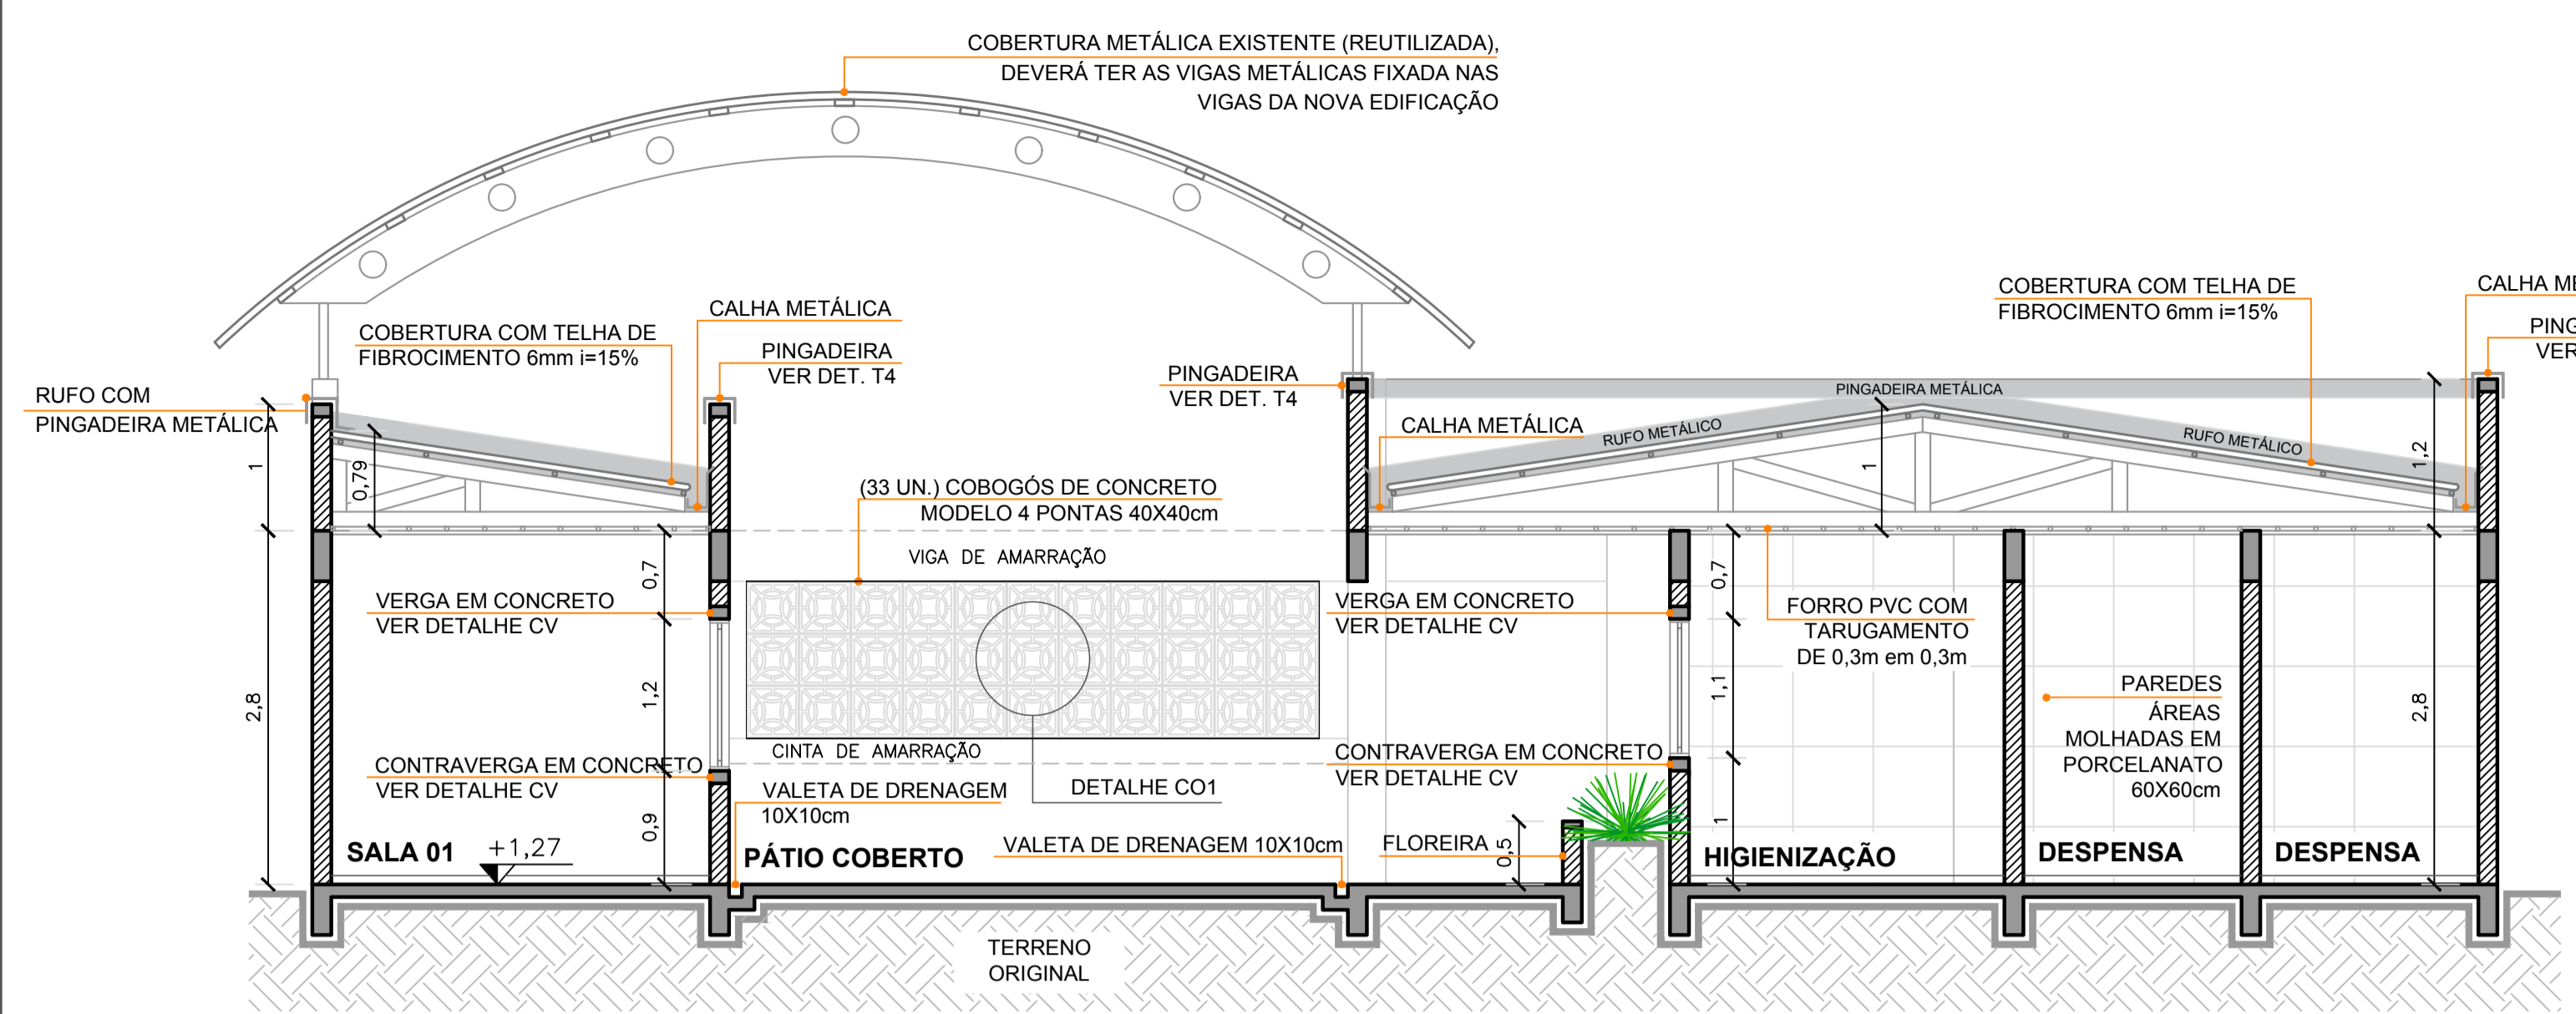 COBERTURA METÁLICA EXISTENTE (REUTILIZADA),
DEVERÁ TER AS VIGAS METÁLICAS FIXADA NAS
VIGAS DA NOVA EDIFICAÇÃO
CALHA METÁLICA
COBERTURA COM TELHA DE
FIBROCIMENTO 6mm i=15%
PINGADEIRA
VER DET. T4
RUFO COM
PINGADEIRA METÁLICA
PINGADEIRA
VER DET. T4
CALHA METÁLICA
COBERTURA COM TELHA DE
FIBROCIMENTO 6mm i=15%
CALHA ME
PING
VER
PINGADEIRA METÁLICA
RUFO METÁLICO
RUFO METÁLICO
1
0,79
1
1,2
(33 UN.) COBOGÓS DE CONCRETO
MODELO 4 PONTAS 40X40cm
VIGA DE AMARRAÇÃO
0,7
0,7
VERGA EM CONCRETO
VER DETALHE CV
VERGA EM CONCRETO
VER DETALHE CV
FORRO PVC COM
TARUGAMENTO
DE 0,3m em 0,3m
2,8
1,2
1,1
2,8
PAREDES
ÁREAS
MOLHADAS EM
PORCELANATO
60X60cm
CINTA DE AMARRAÇÃO
CONTRAVERGA EM CONCRETO
VER DETALHE CV
CONTRAVERGA EM CONCRETO
VER DETALHE CV
VALETA DE DRENAGEM
10X10cm
DETALHE CO1
0,9
1
0,5
VALETA DE DRENAGEM 10X10cm
FLOREIRA
SALA 01
+1,27
PÁTIO COBERTO
HIGIENIZAÇÃO
DESPENSA
DESPENSA
TERRENO
ORIGINAL